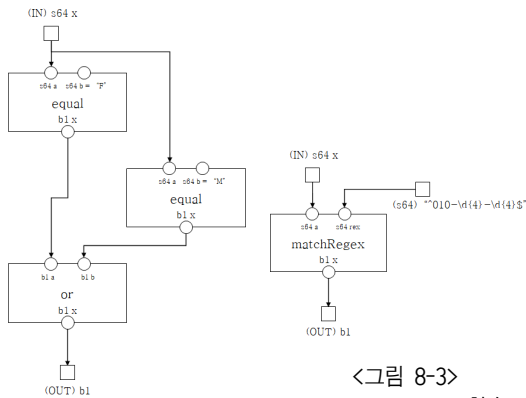 (IN) s64 x
s64 a s64 b = "F"
equal
b1 x
s64 a s64 b = "M"
equal
b1 x
b1 a b1 b
or
b1 x
(OUT) b1
(IN) s64 x
(s64) "^010-\d{4}-\d{4}$"
s64 a s64 rex
matchRegex
b1 x
(OUT) b1
<그림 8-3>